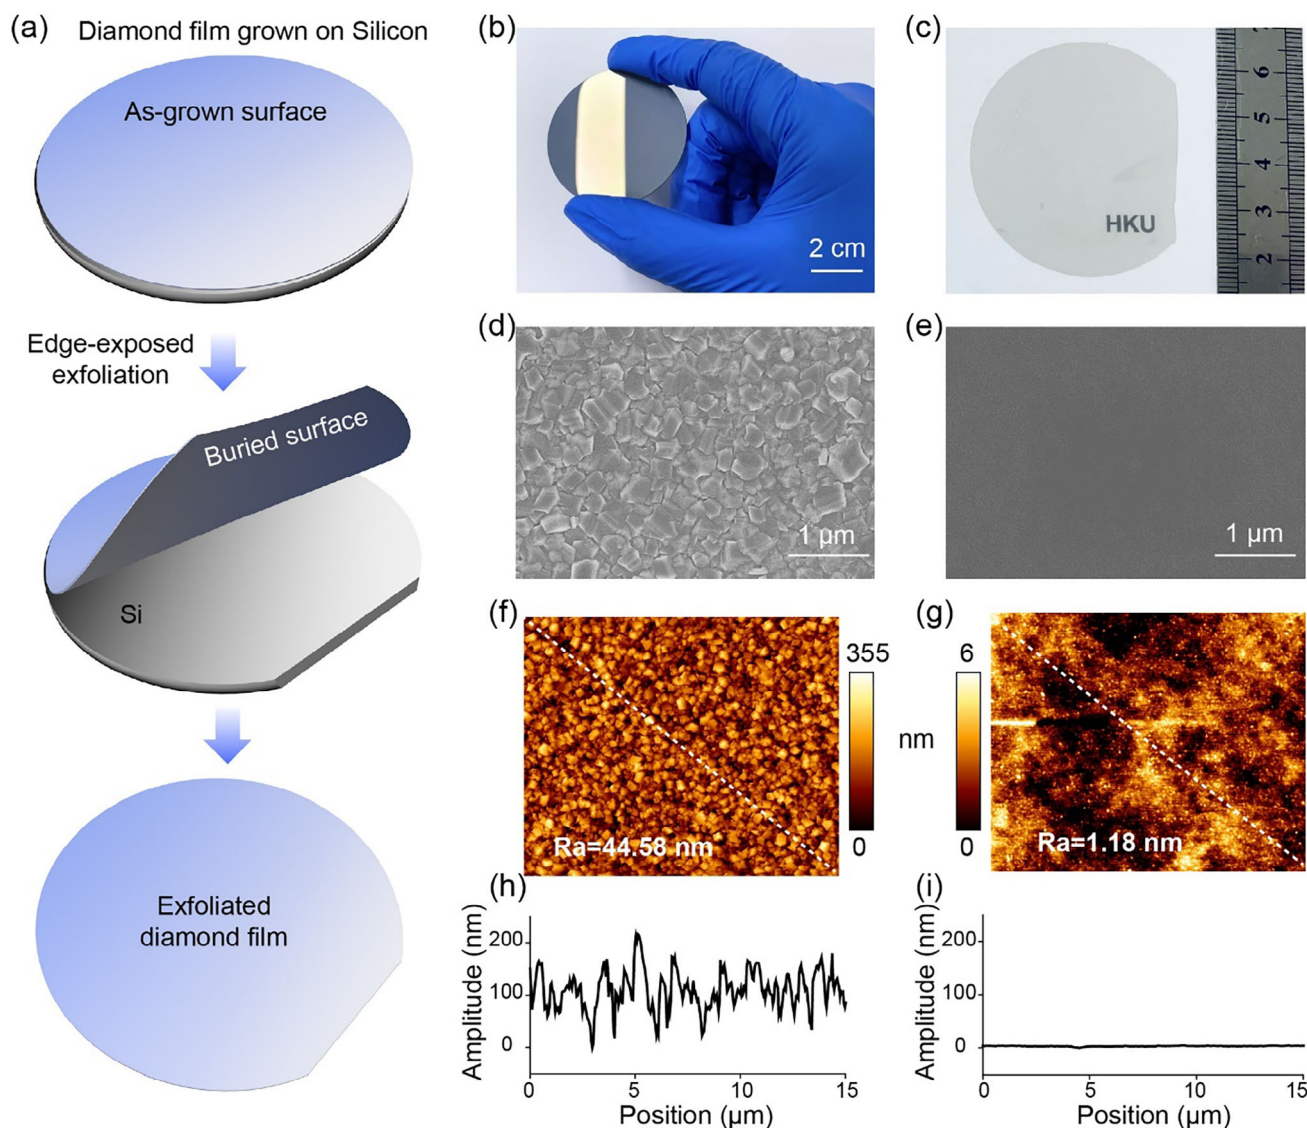 (a)
Diamond film grown on Silicon
As-grown surface
Edge-exposed
exfoliation
Buried surface
Si
Exfoliated
diamond film
(b)
2 cm
(c)
HKU
6
5
4
3
2
(d)
1 µm
(e)
1 µm
(f)
Ra=44.58 nm
355
0
nm
6
0
(g)
Ra=1.18 nm
(h)
Amplitude (nm)
200
100
0
0
5
10
15
Position (µm)
(i)
Amplitude (nm)
200
100
0
0
5
10
15
Position (µm)